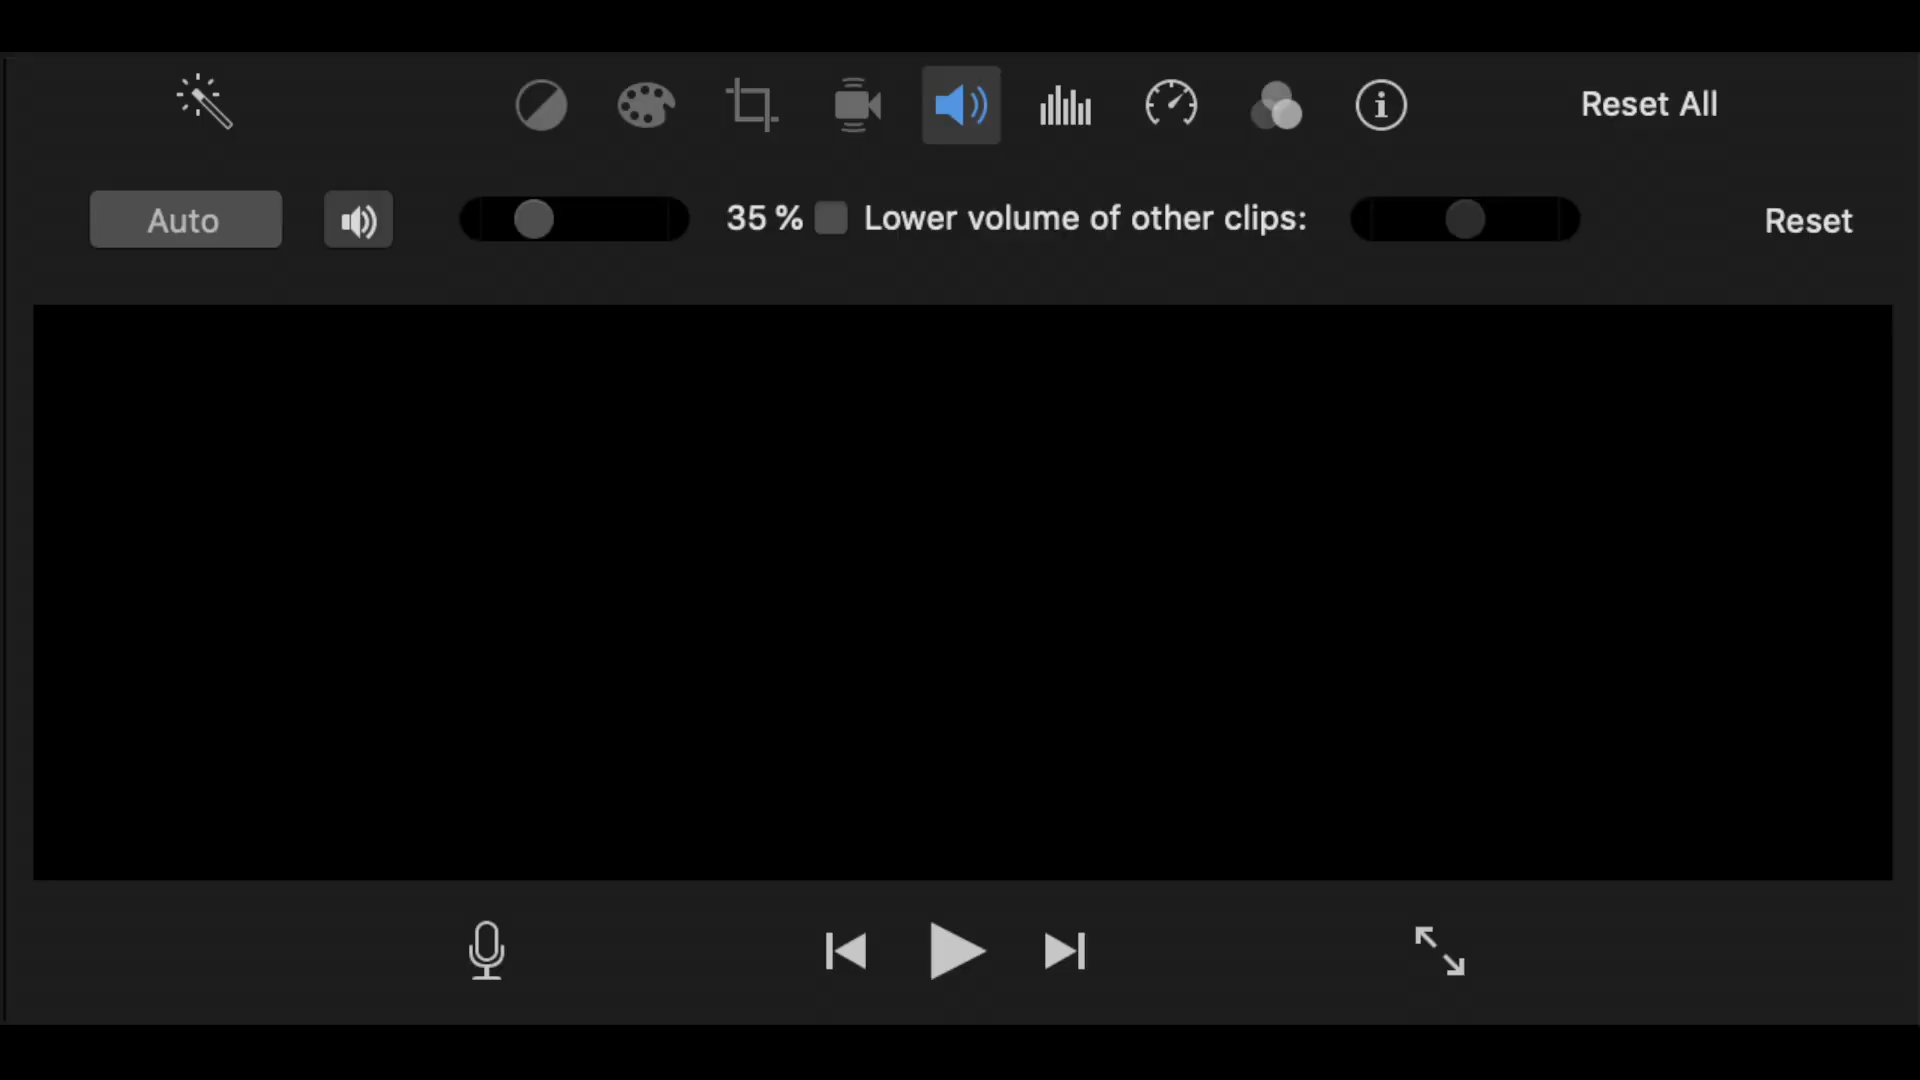 Reset All
Auto
35 %
Lower volume of other clips:
Reset